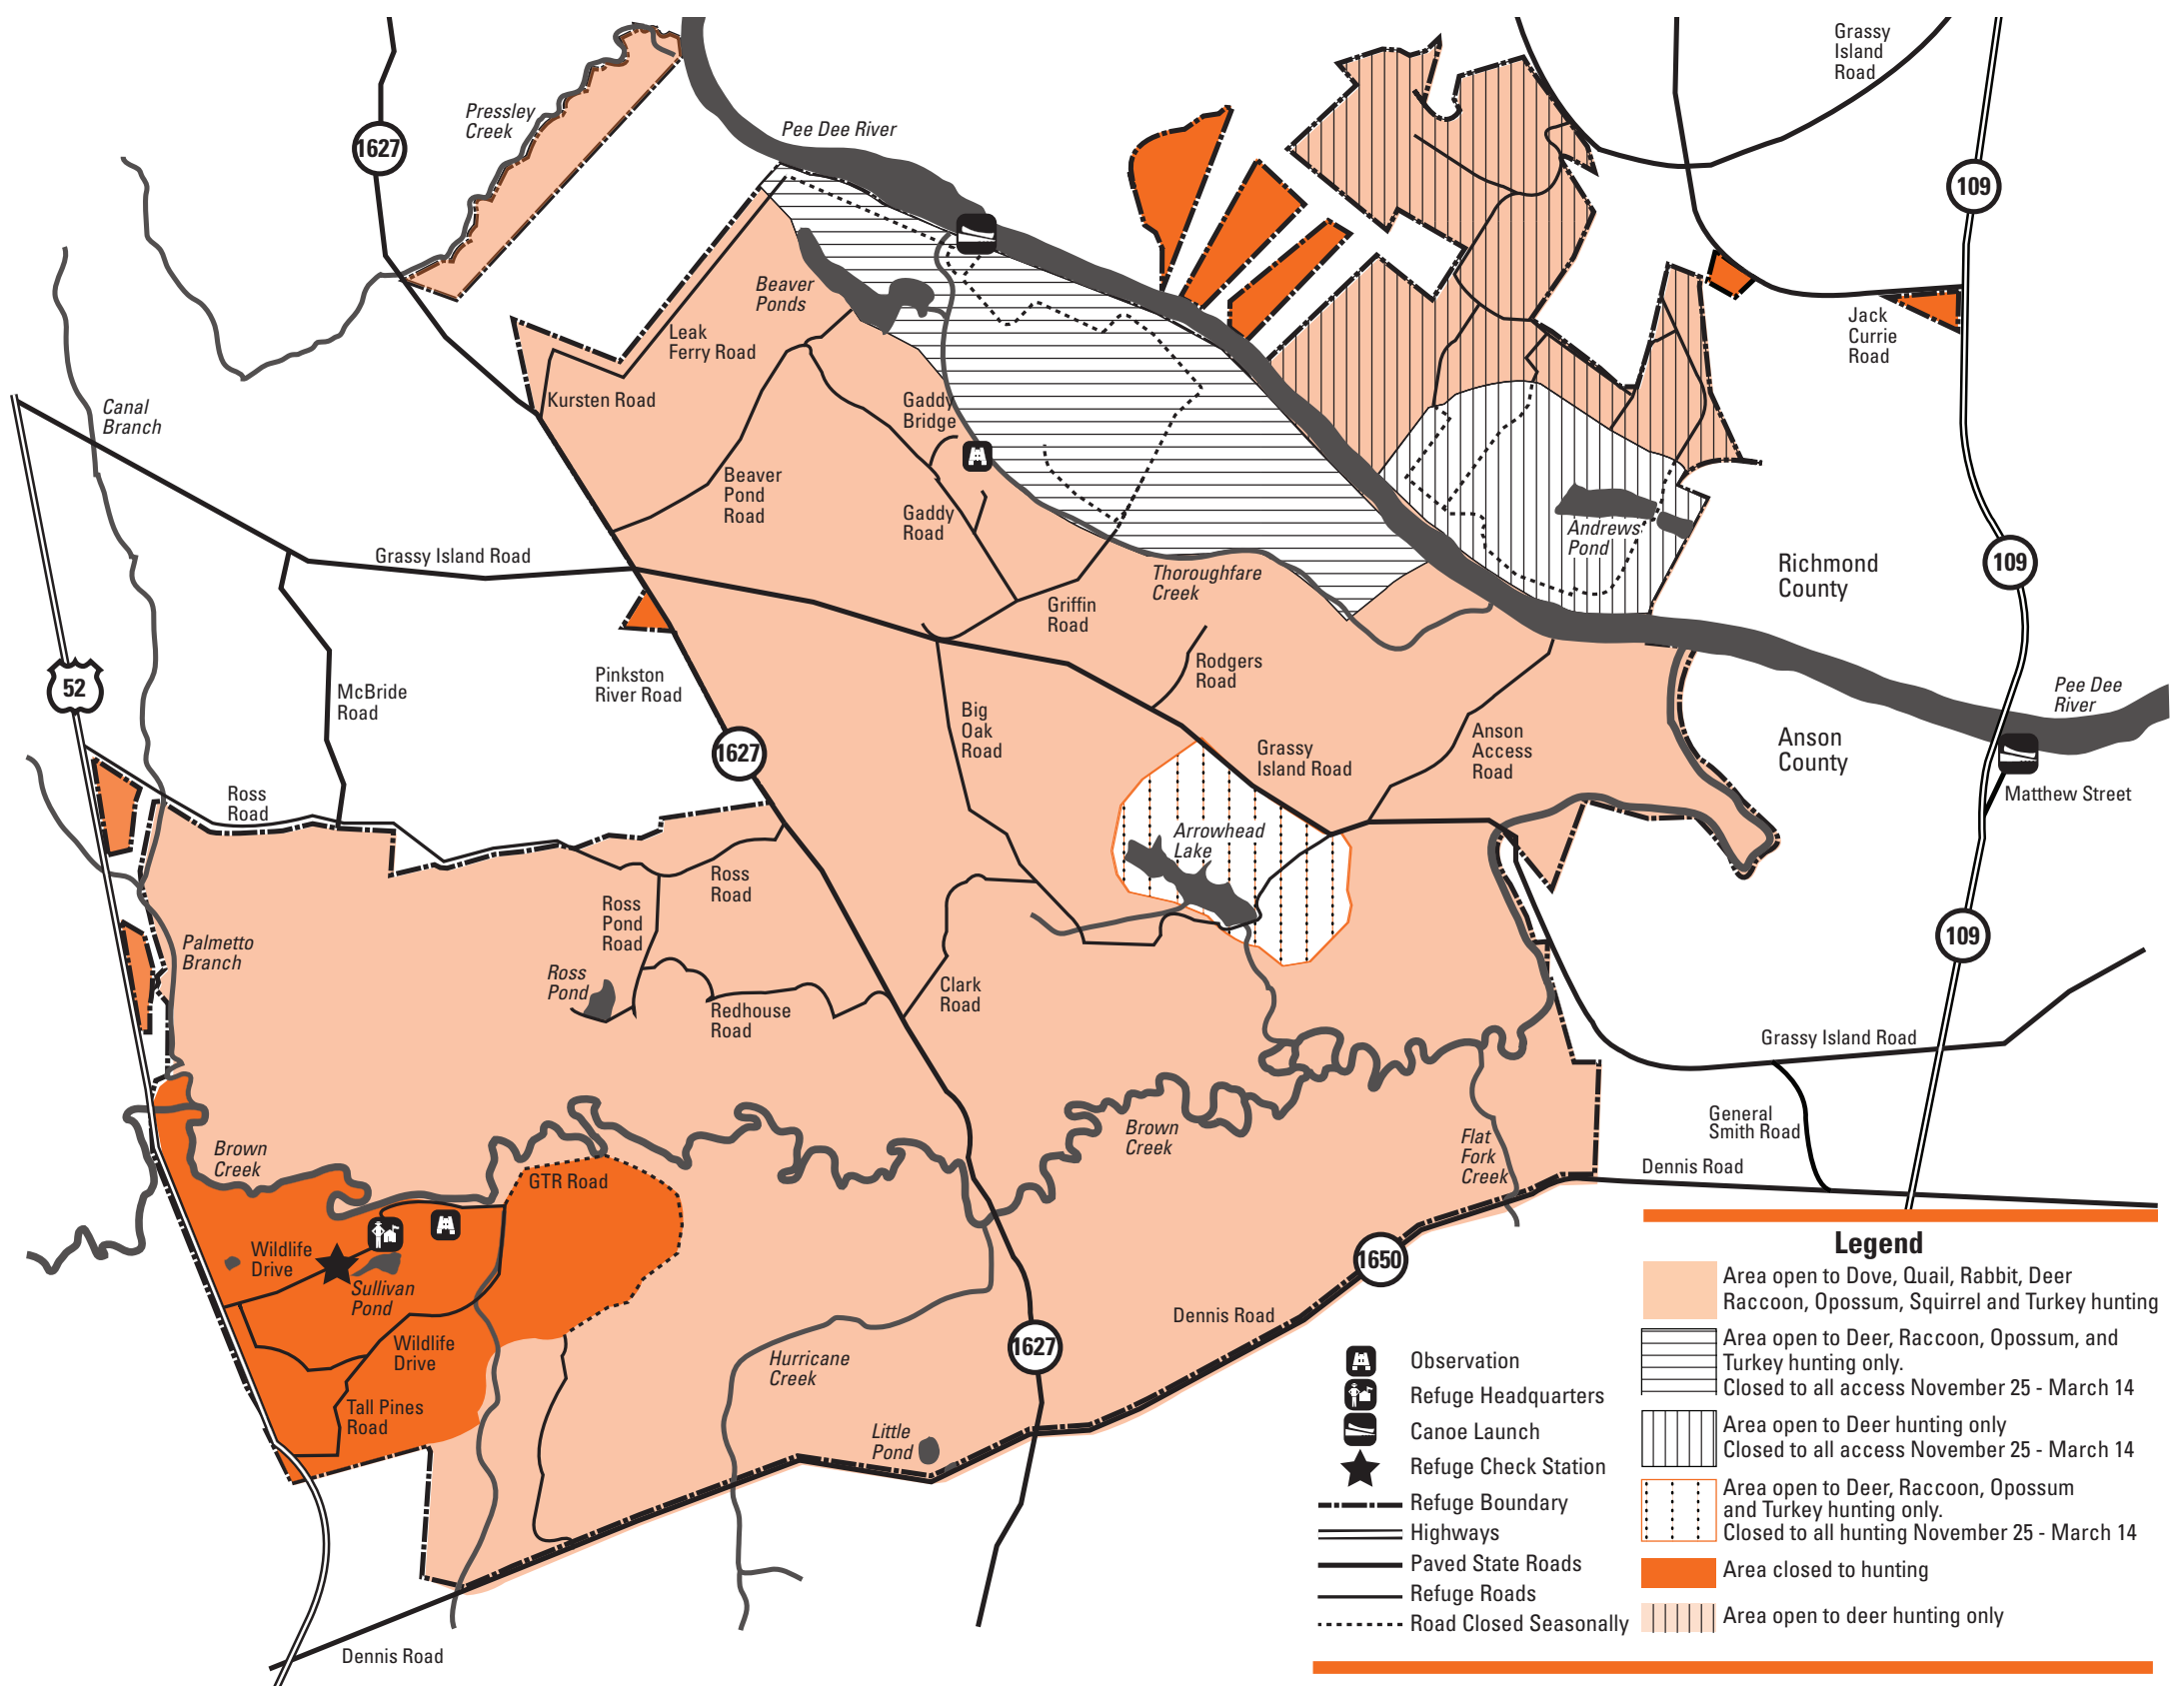 Grassy
Island
Road
Pressley
Creek
Pee Dee River
1627
109
Beaver
Ponds
Leak
Ferry Road
Jack
Currie
Road
Kursten Road
Gaddy
Bridge
Canal
Branch
Beaver
Pond
Road
Gaddy
Road
Andrews
Pond
Grassy Island Road
Thoroughfare
Creek
Richmond
County
109
Griffin
Road
Pinkston
River Road
Rodgers
Road
52
McBride
Road
Big
Oak
Road
Pee Dee
River
Grassy
Island Road
Anson
Access
Road
Anson
County
1627
Matthew Street
Ross
Road
Arrowhead
Lake
Ross
Road
Ross
Pond
Road
Palmetto
Branch
109
Ross
Pond
Clark
Road
Redhouse
Road
Grassy Island Road
General
Smith Road
Brown
Creek
Brown
Creek
Flat
Fork
Creek
Dennis Road
GTR Road
Wildlife
Drive
Sullivan
Pond
1650
Dennis Road
Wildlife
Drive
1627
Hurricane
Creek
Tall Pines
Road
Little
Pond
Dennis Road
Legend
Area open to Dove, Quail, Rabbit, Deer
Raccoon, Opossum, Squirrel and Turkey hunting
Area open to Deer, Raccoon, Opossum, and
Turkey hunting only.
Closed to all access November 25 - March 14
Area open to Deer hunting only
Closed to all access November 25 - March 14
Area open to Deer, Raccoon, Opossum
and Turkey hunting only.
Closed to all hunting November 25 - March 14
Area closed to hunting
Area open to deer hunting only
Observation
Refuge Headquarters
Canoe Launch
Refuge Check Station
Refuge Boundary
Highways
Paved State Roads
Refuge Roads
Road Closed Seasonally